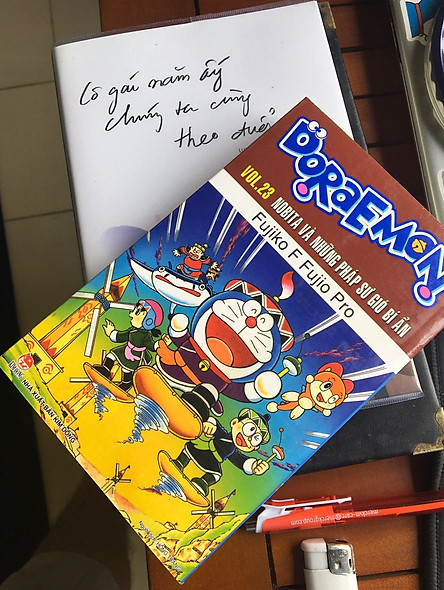 Cô gái năm ấy
chúng ta cùng
theo đuổi
DORAEMON
VOL.23 NOBITA VÀ NHỮNG PHÁP SƯ GIÓ BÍ ẨN
Fujiko F Fujio Pro
NHÀ XUẤT BẢN KIM ĐỒNG